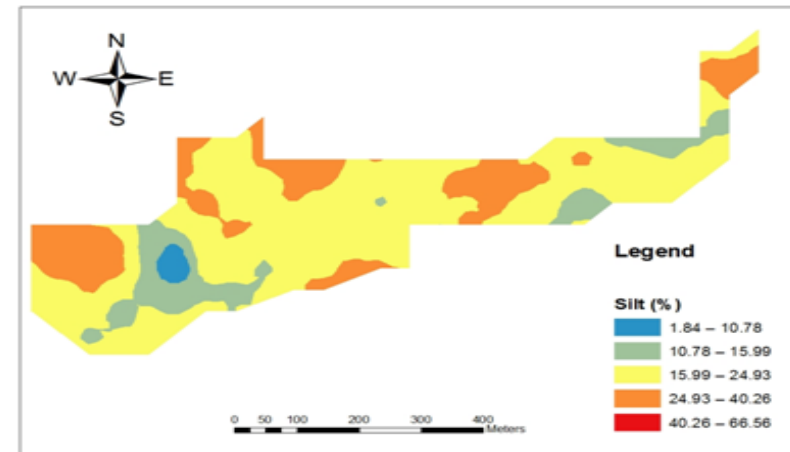 N
W E
S
Legend
Silt (%)
1.84 – 10.78
10.78 – 15.99
15.99 – 24.93
24.93 – 40.26
40.26 – 66.56
0 50 100 200 300 400
Meters